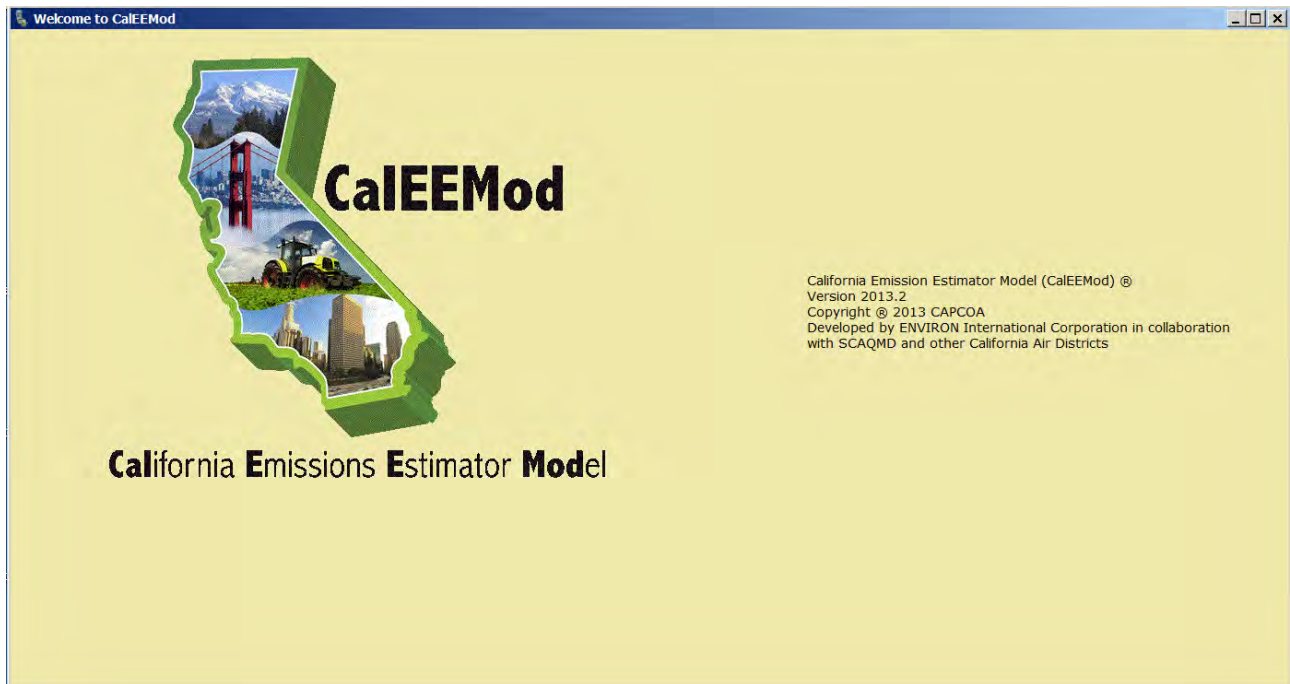 Welcome to CalEEMod
CalEEMod
California Emissions Estimator Model
California Emission Estimator Model (CalEEMod) ®
Version 2013.2
Copyright ® 2013 CAPCOA
Developed by ENVIRON International Corporation in collaboration
with SCAQMD and other California Air Districts